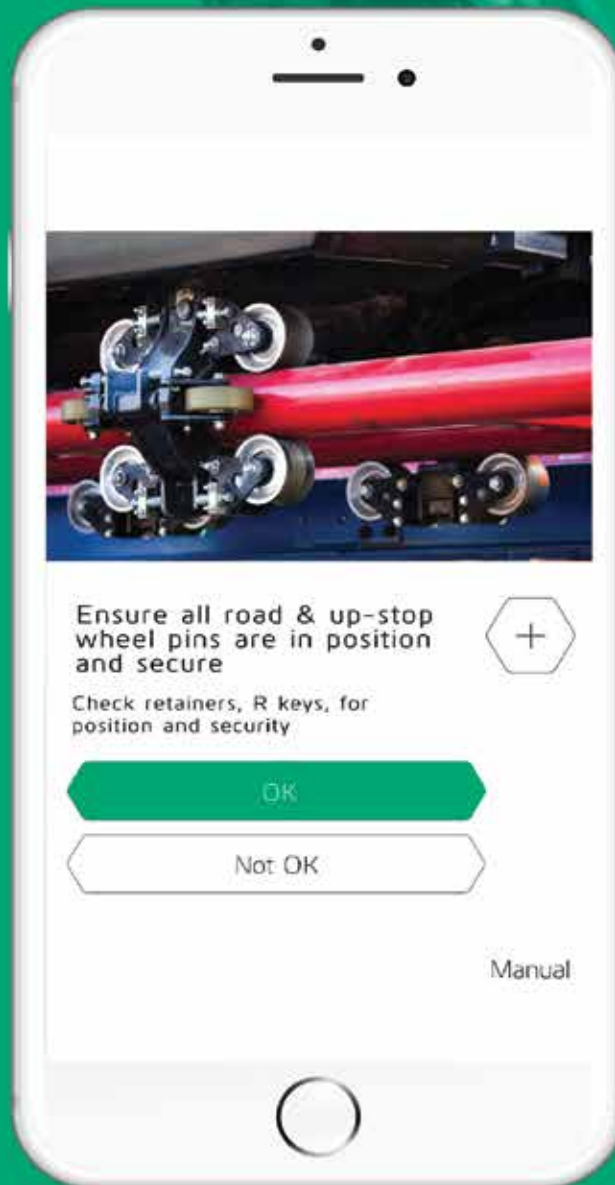 Ensure all road & up-stop
wheel pins are in position
and secure
Check retainers, R keys, for
position and security
OK
Not OK
Manual